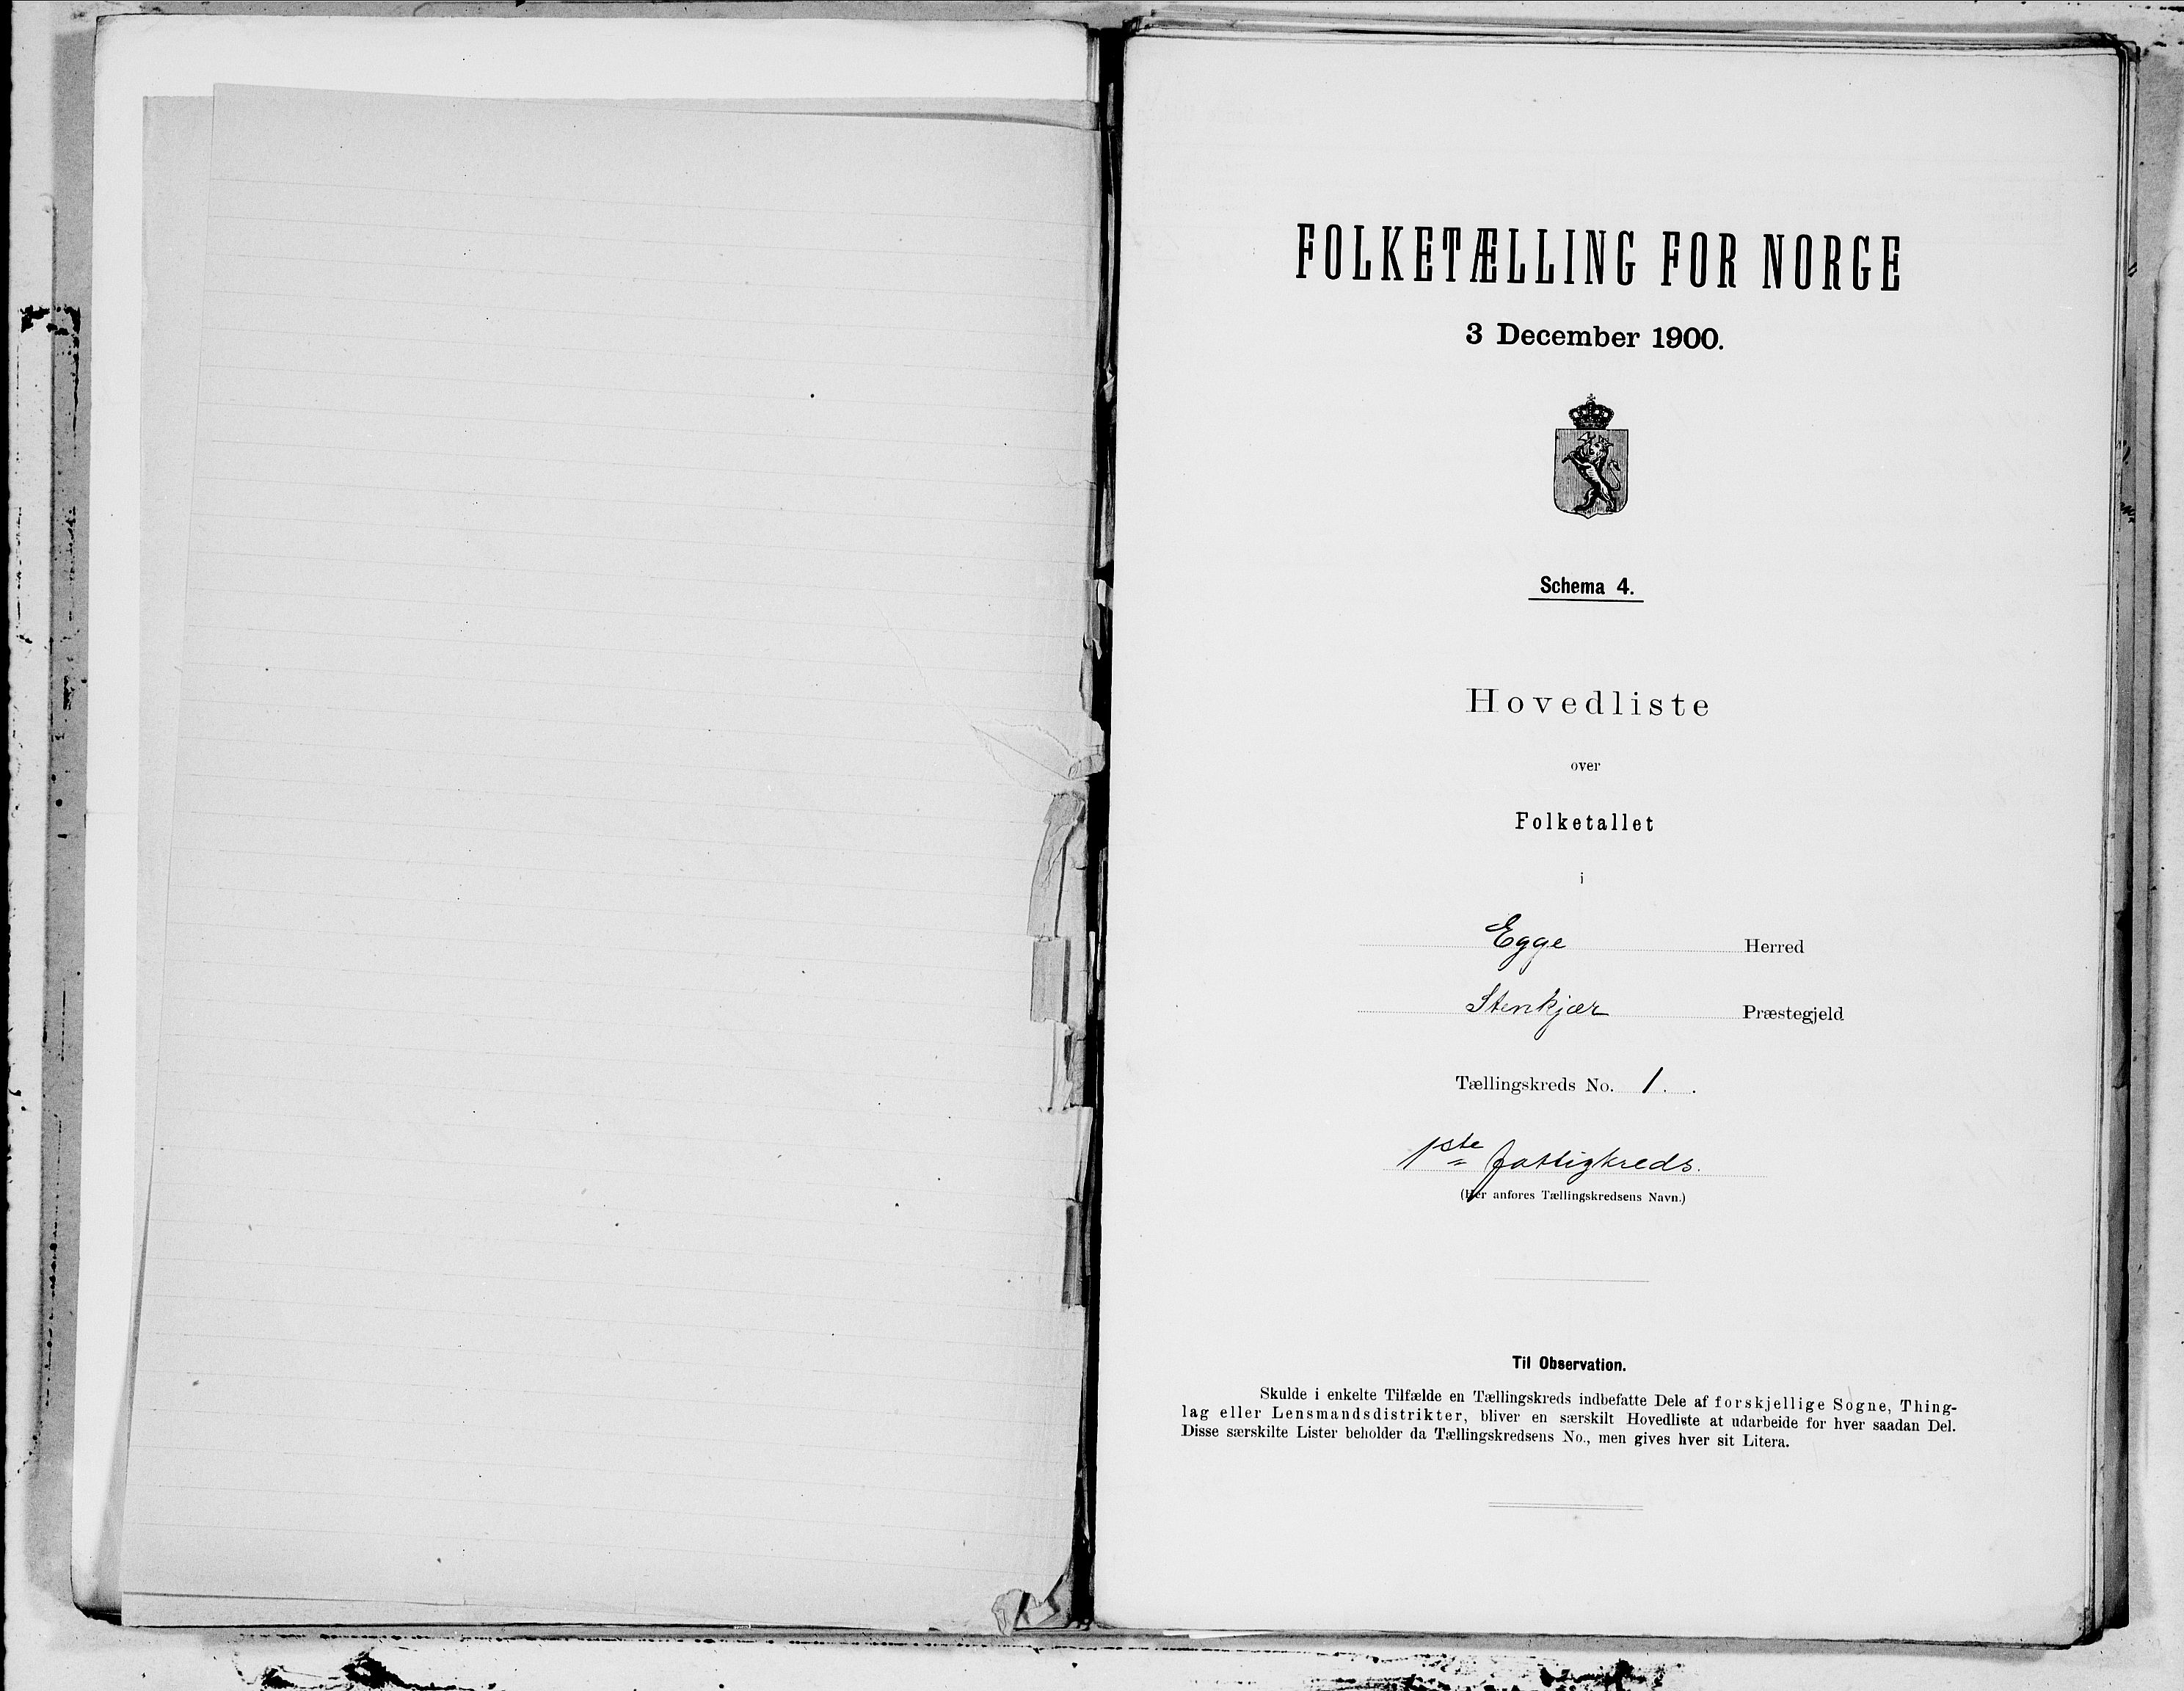 FOLKETÆLLING FOR NORGE
3 December 1900.
Schema 4.
Hovedliste
over
Folketallet
i
Egge Herred
Stenkjær Præstegjeld
Tællingskreds No. 1.
1ste fattigkreds.
(Her anføres Tællingskredsens Navn.)
Til Observation.
Skulde i enkelte Tilfælde en Tællingskreds indbefatte Dele af forskjellige Sogne, Thing-
lag eller Lensmandsdistrikter, bliver en særskilt Hovedliste at udarbeide for hver saadan Del.
Disse særskilte Lister beholder da Tællingskredsens No., men gives hver sit Litera.